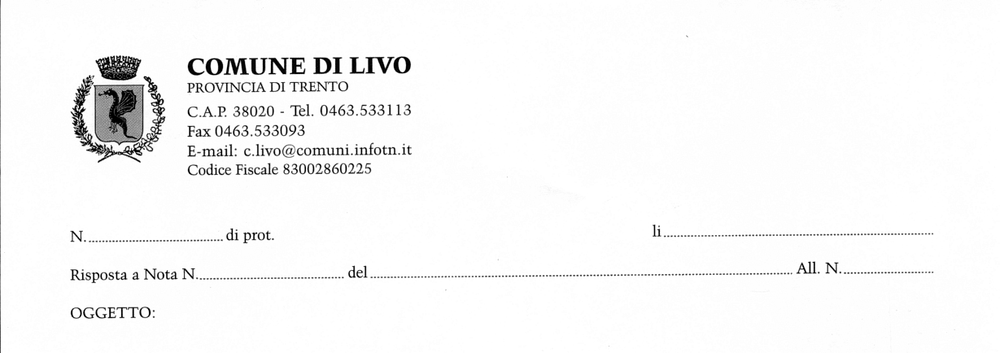 COMUNE DI LIVO
PROVINCIA DI TRENTO
C.A.P. 38020 - Tel. 0463.533113
Fax 0463.533093
E-mail: c.livo@comuni.infotn.it
Codice Fiscale 83002860225
N. di prot. li
Risposta a Nota N. del All. N.
OGGETTO: